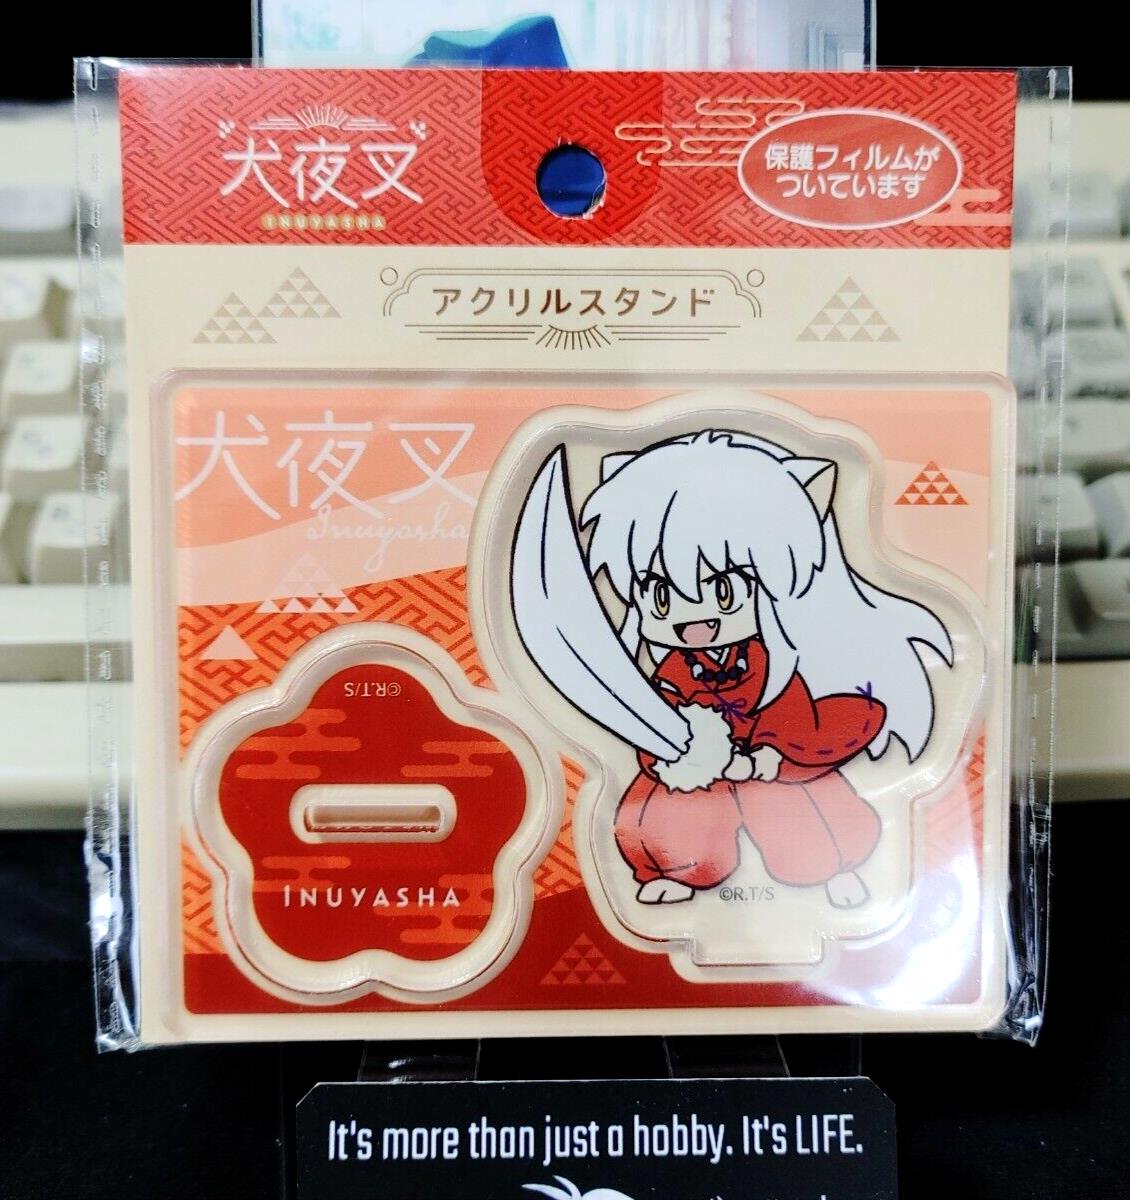 犬夜叉
INUYASHA
保護フィルムが
ついています
アクリルスタンド
犬夜叉
Inuyasha
©R.T/S
INUYASHA
©R.T/S
It's more than just a hobby. It's LIFE.